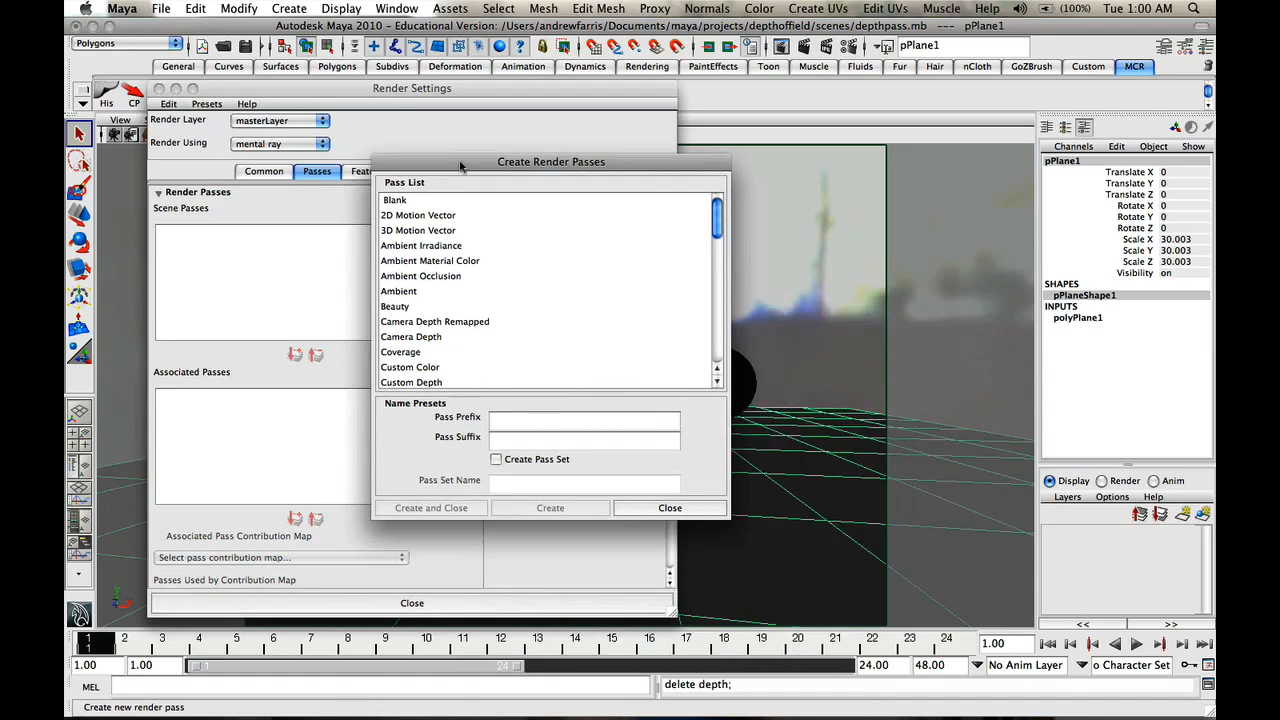 Maya File Edit Modify Create Display Window Assets Select Mesh Edit Mesh Proxy Normals Color Create UVs Edit UVs Muscle Help (100%) Tue 1:00 AM
Autodesk Maya 2010 - Educational Version: /Users/andrewfarris/Documents/maya/projects/depthoffield/scenes/depthpass.mb --- pPlane1
Polygons
pPlane1
General Curves Surfaces Polygons Subdivs Deformation Animation Dynamics Rendering PaintEffects Toon Muscle Fluids Fur Hair nCloth GoZBrush Custom MCR
His CP
View
Render Settings
Edit Presets Help
Render Layer masterLayer
Render Using mental ray
Common Passes Feat
Render Passes
Scene Passes
Associated Passes
Associated Pass Contribution Map
Select pass contribution map...
Passes Used by Contribution Map
Close
Create Render Passes
Pass List
Blank
2D Motion Vector
3D Motion Vector
Ambient Irradiance
Ambient Material Color
Ambient Occlusion
Ambient
Beauty
Camera Depth Remapped
Camera Depth
Coverage
Custom Color
Custom Depth
Name Presets
Pass Prefix
Pass Suffix
Create Pass Set
Pass Set Name
Create and Close Create Close
Channels Edit Object Show
pPlane1
Translate X 0
Translate Y 0
Translate Z 0
Rotate X 0
Rotate Y 0
Rotate Z 0
Scale X 30.003
Scale Y 30.003
Scale Z 30.003
Visibility on
SHAPES
pPlaneShape1
INPUTS
polyPlane1
Display Render Anim
Layers Options Help
<< >>
y
z
1 2 3 4 5 6 7 8 9 10 11 12 13 14 15 16 17 18 19 20 21 22 23 24
1
1.00
1.00 1.00 1 24 24.00 48.00 No Anim Layer o Character Set
MEL delete depth;
Create new render pass